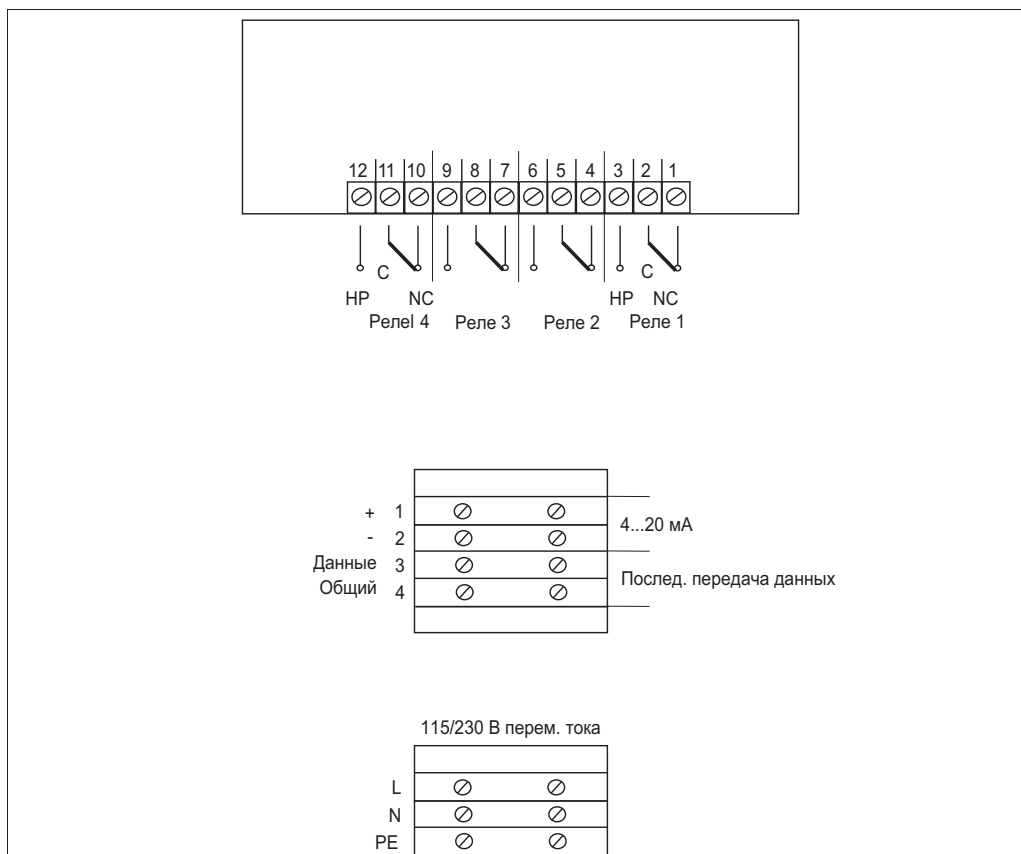 12 11 10 9 8 7 6 5 4 3 2 1
C C
НР NC НР NC
Релеl 4 Реле 3 Реле 2 Реле 1
+ 1
4...20 мА
- 2
Данные 3
Послед. передача данных
Общий 4
115/230 В перем. тока
L
N
PE